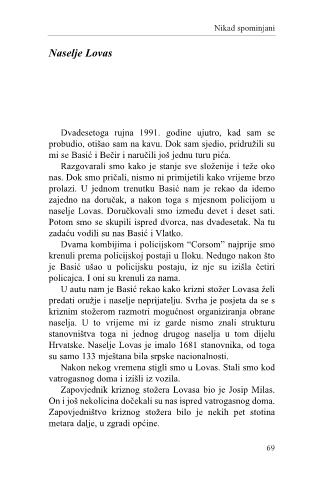 Nikad spominjani
Naselje Lovas
Dvadesetoga rujna 1991. godine ujutro, kad sam se
probudio, otišao sam na kavu. Dok sam sjedio, pridružili su
mi se Basić i Bečir i naručili još jednu turu pića.
Razgovarali smo kako je stanje sve složenije i teže oko
nas. Dok smo pričali, nismo ni primijetili kako vrijeme brzo
prolazi. U jednom trenutku Basić nam je rekao da idemo
zajedno na doručak, a nakon toga s mjesnom policijom u
naselje Lovas. Doručkovali smo između devet i deset sati.
Potom smo se skupili ispred dvorca, nas dvadesetak. Na tu
zadaću vodili su nas Basić i Vlatko.
Dvama kombijima i policijskom “Corsom” najprije smo
krenuli prema policijskoj postaji u Iloku. Nedugo nakon što
je Basić ušao u policijsku postaju, iz nje su izišla četiri
policajca. I oni su krenuli za nama.
U autu nam je Basić rekao kako krizni stožer Lovasa želi
predati oružje i naselje neprijatelju. Svrha je posjeta da se s
kriznim stožerom razmotri mogućnost organiziranja obrane
naselja. U to vrijeme mi iz garde nismo znali strukturu
stanovništva toga ni jednog drugog naselja u tom dijelu
Hrvatske. Naselje Lovas je imalo 1681 stanovnika, od toga
su samo 133 mještana bila srpske nacionalnosti.
Nakon nekog vremena stigli smo u Lovas. Stali smo kod
vatrogasnog doma i izišli iz vozila.
Zapovjednik kriznog stožera Lovasa bio je Josip Milas.
On i još nekolicina dočekali su nas ispred vatrogasnog doma.
Zapovjedništvo kriznog stožera bilo je nekih pet stotina
metara dalje, u zgradi općine.
69